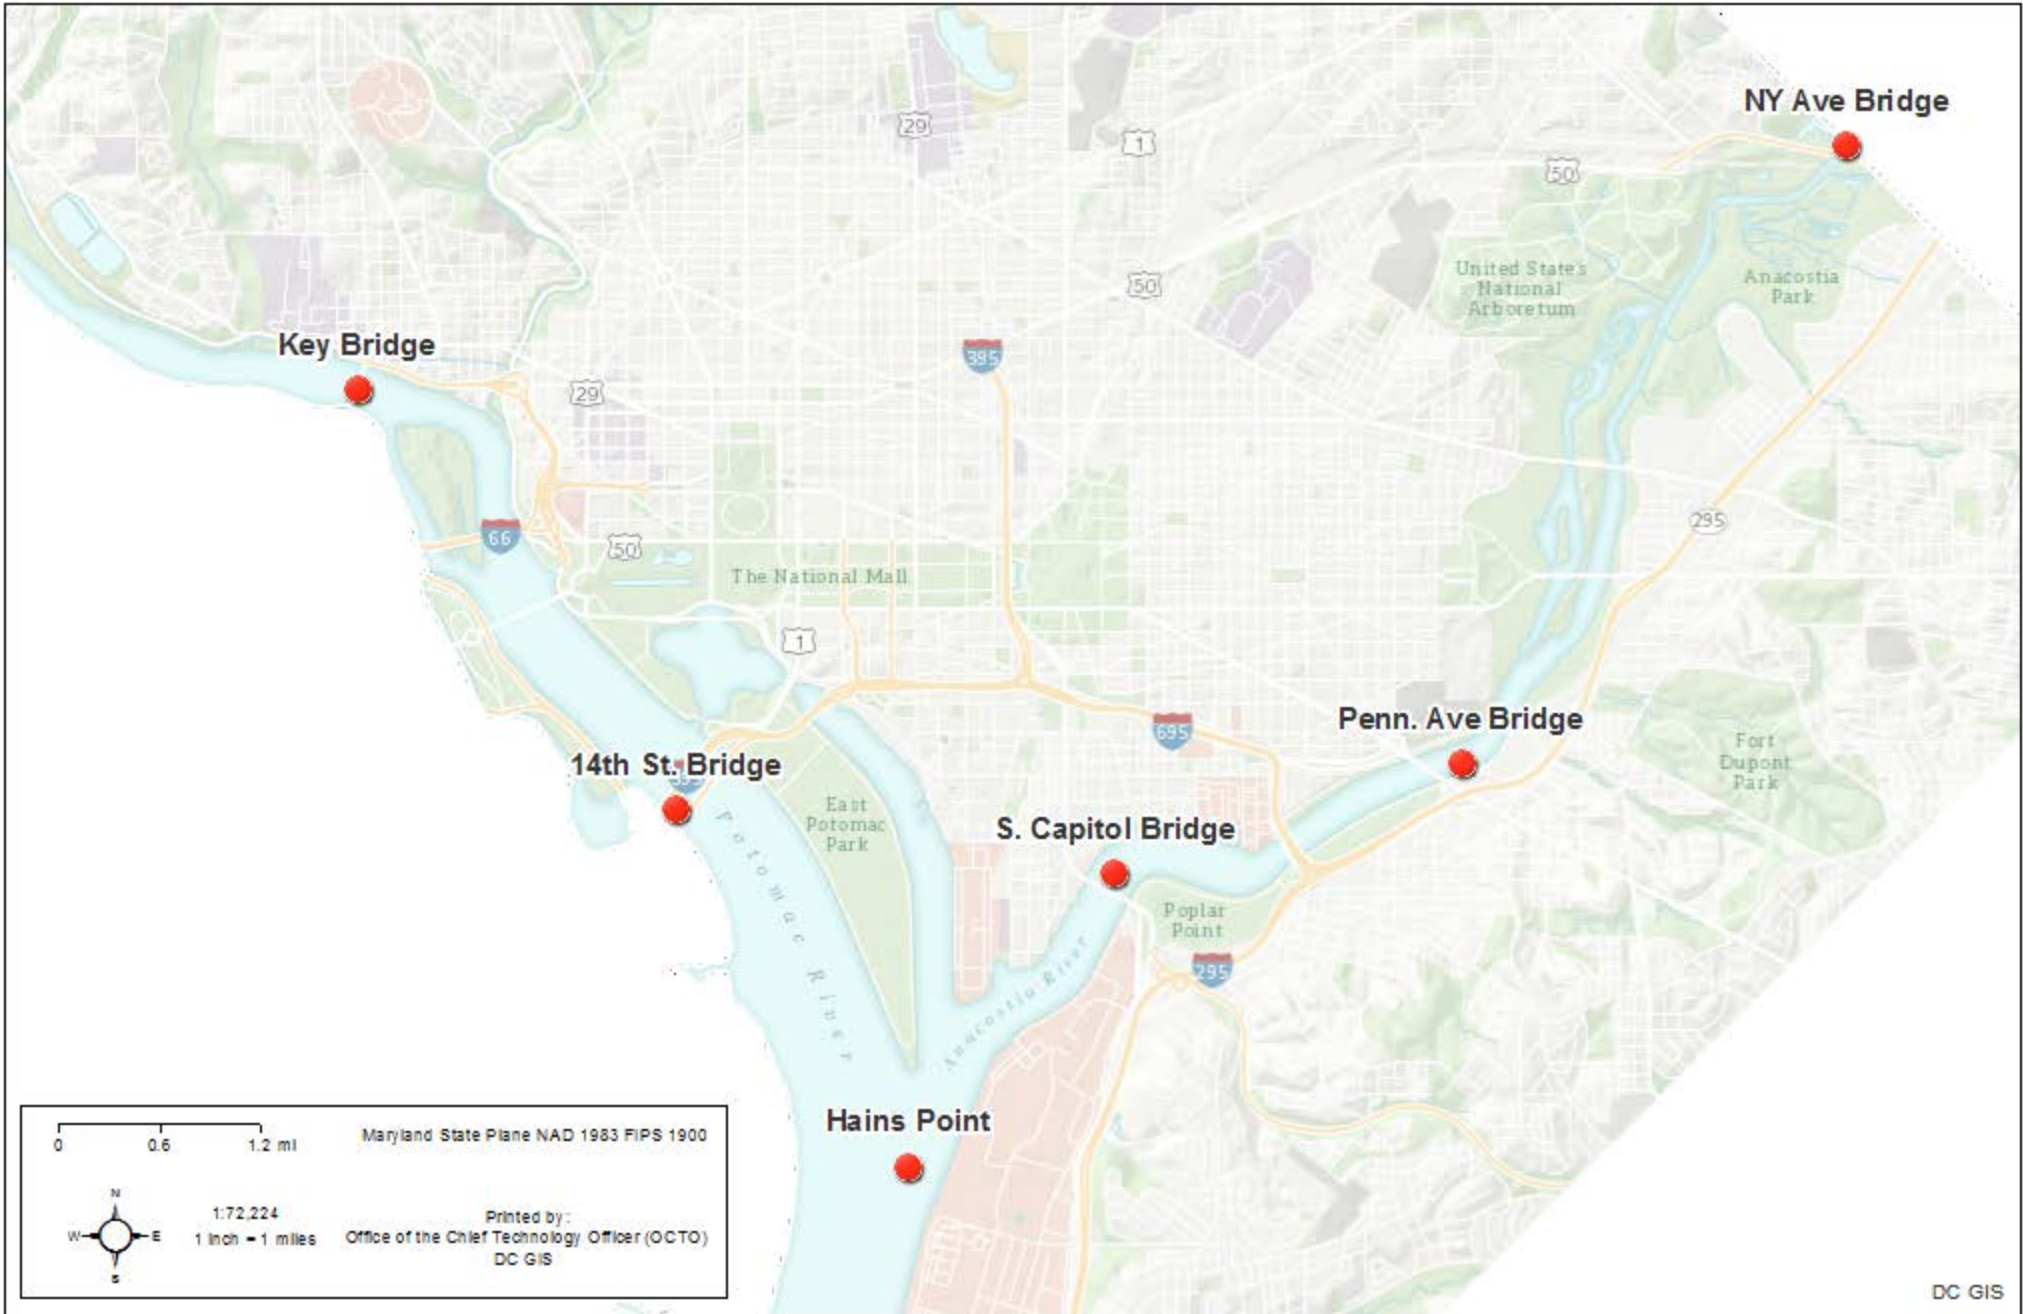 NY Ave Bridge
29
1
50
United State's
National
Arboretum
Anacostia
Park
50
Key Bridge
395
29
295
66
50
The National Mall
1
Penn. Ave Bridge
695
Fort
Dupont
Park
14th St. Bridge
395
East
Potomac
Park
S. Capitol Bridge
Potomac River
Poplar
Point
295
Anacostia River
Hains Point
0 0.6 1.2 mi
Maryland State Plane NAD 1983 FIPS 1900
N
W E
S
1:72,224
1 inch = 1 miles
Printed by:
Office of the Chief Technology Officer (OCTO)
DC GIS
DC GIS